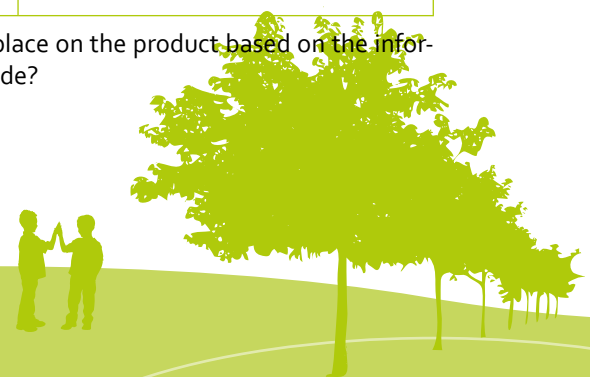 place on the product based on the infor-
de?